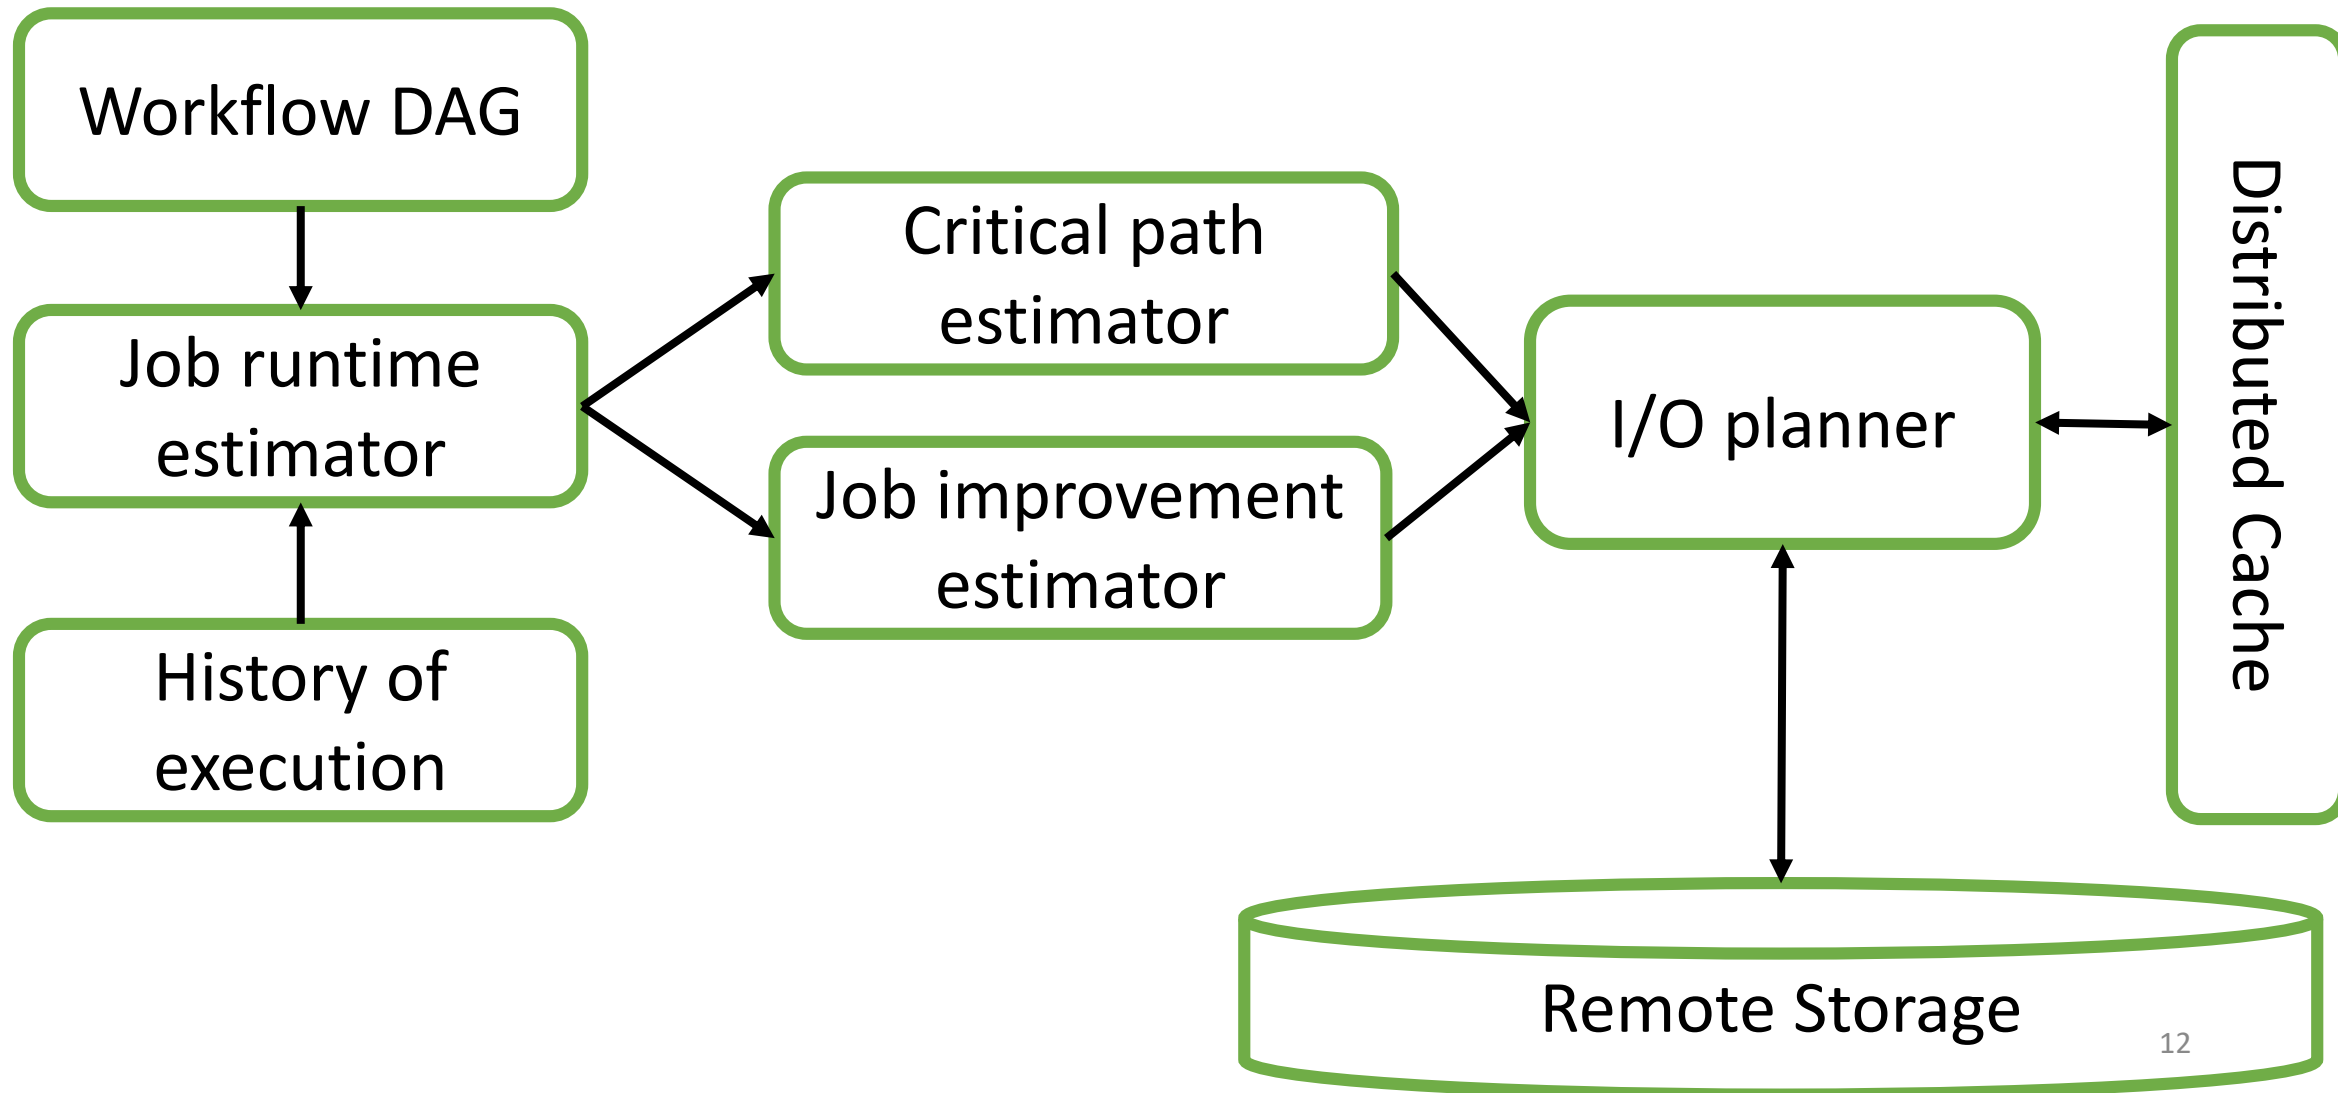 Workflow DAG
Job runtime
estimator
History of
execution
Critical path
estimator
Job improvement
estimator
I/O planner
Distributed Cache
Remote Storage
12